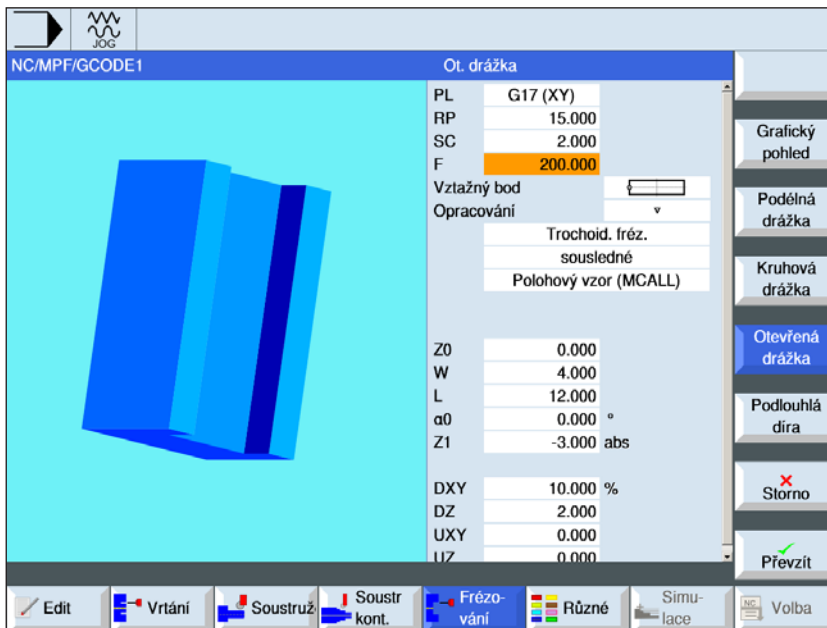 JOG
NC/MPF/GCODE1
Ot. drážka
PL G17 (XY)
RP 15.000
SC 2.000
F 200.000
Vztažný bod
Opracování
Trochoid. fréz.
sousledné
Polohový vzor (MCALL)
Z0 0.000
W 4.000
L 12.000
α0 0.000 °
Z1 -3.000 abs
DXY 10.000 %
DZ 2.000
UXY 0.000
UZ 0.000
Grafický
pohled
Podélná
drážka
Kruhová
drážka
Otevřená
drážka
Podlouhlá
díra
Storno
Převzít
Edit
Vrtání
Soustruž
Soustr
kont.
Frézo-
vání
Různé
Simu-
lace
NC
Volba